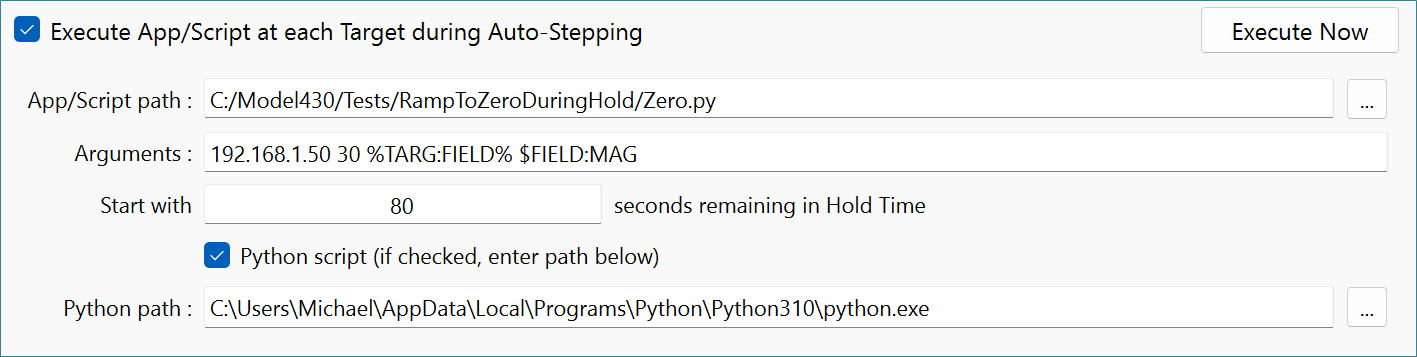 Execute App/Script at each Target during Auto-Stepping Execute Now
App/Script path : C:/Model430/Tests/RampToZeroDuringHold/Zero.py ...
Arguments : 192.168.1.50 30 %TARG:FIELD% $FIELD:MAG
Start with 80 seconds remaining in Hold Time
Python script (if checked, enter path below)
Python path : C:\Users\Michael\AppData\Local\Programs\Python\Python310\python.exe ...